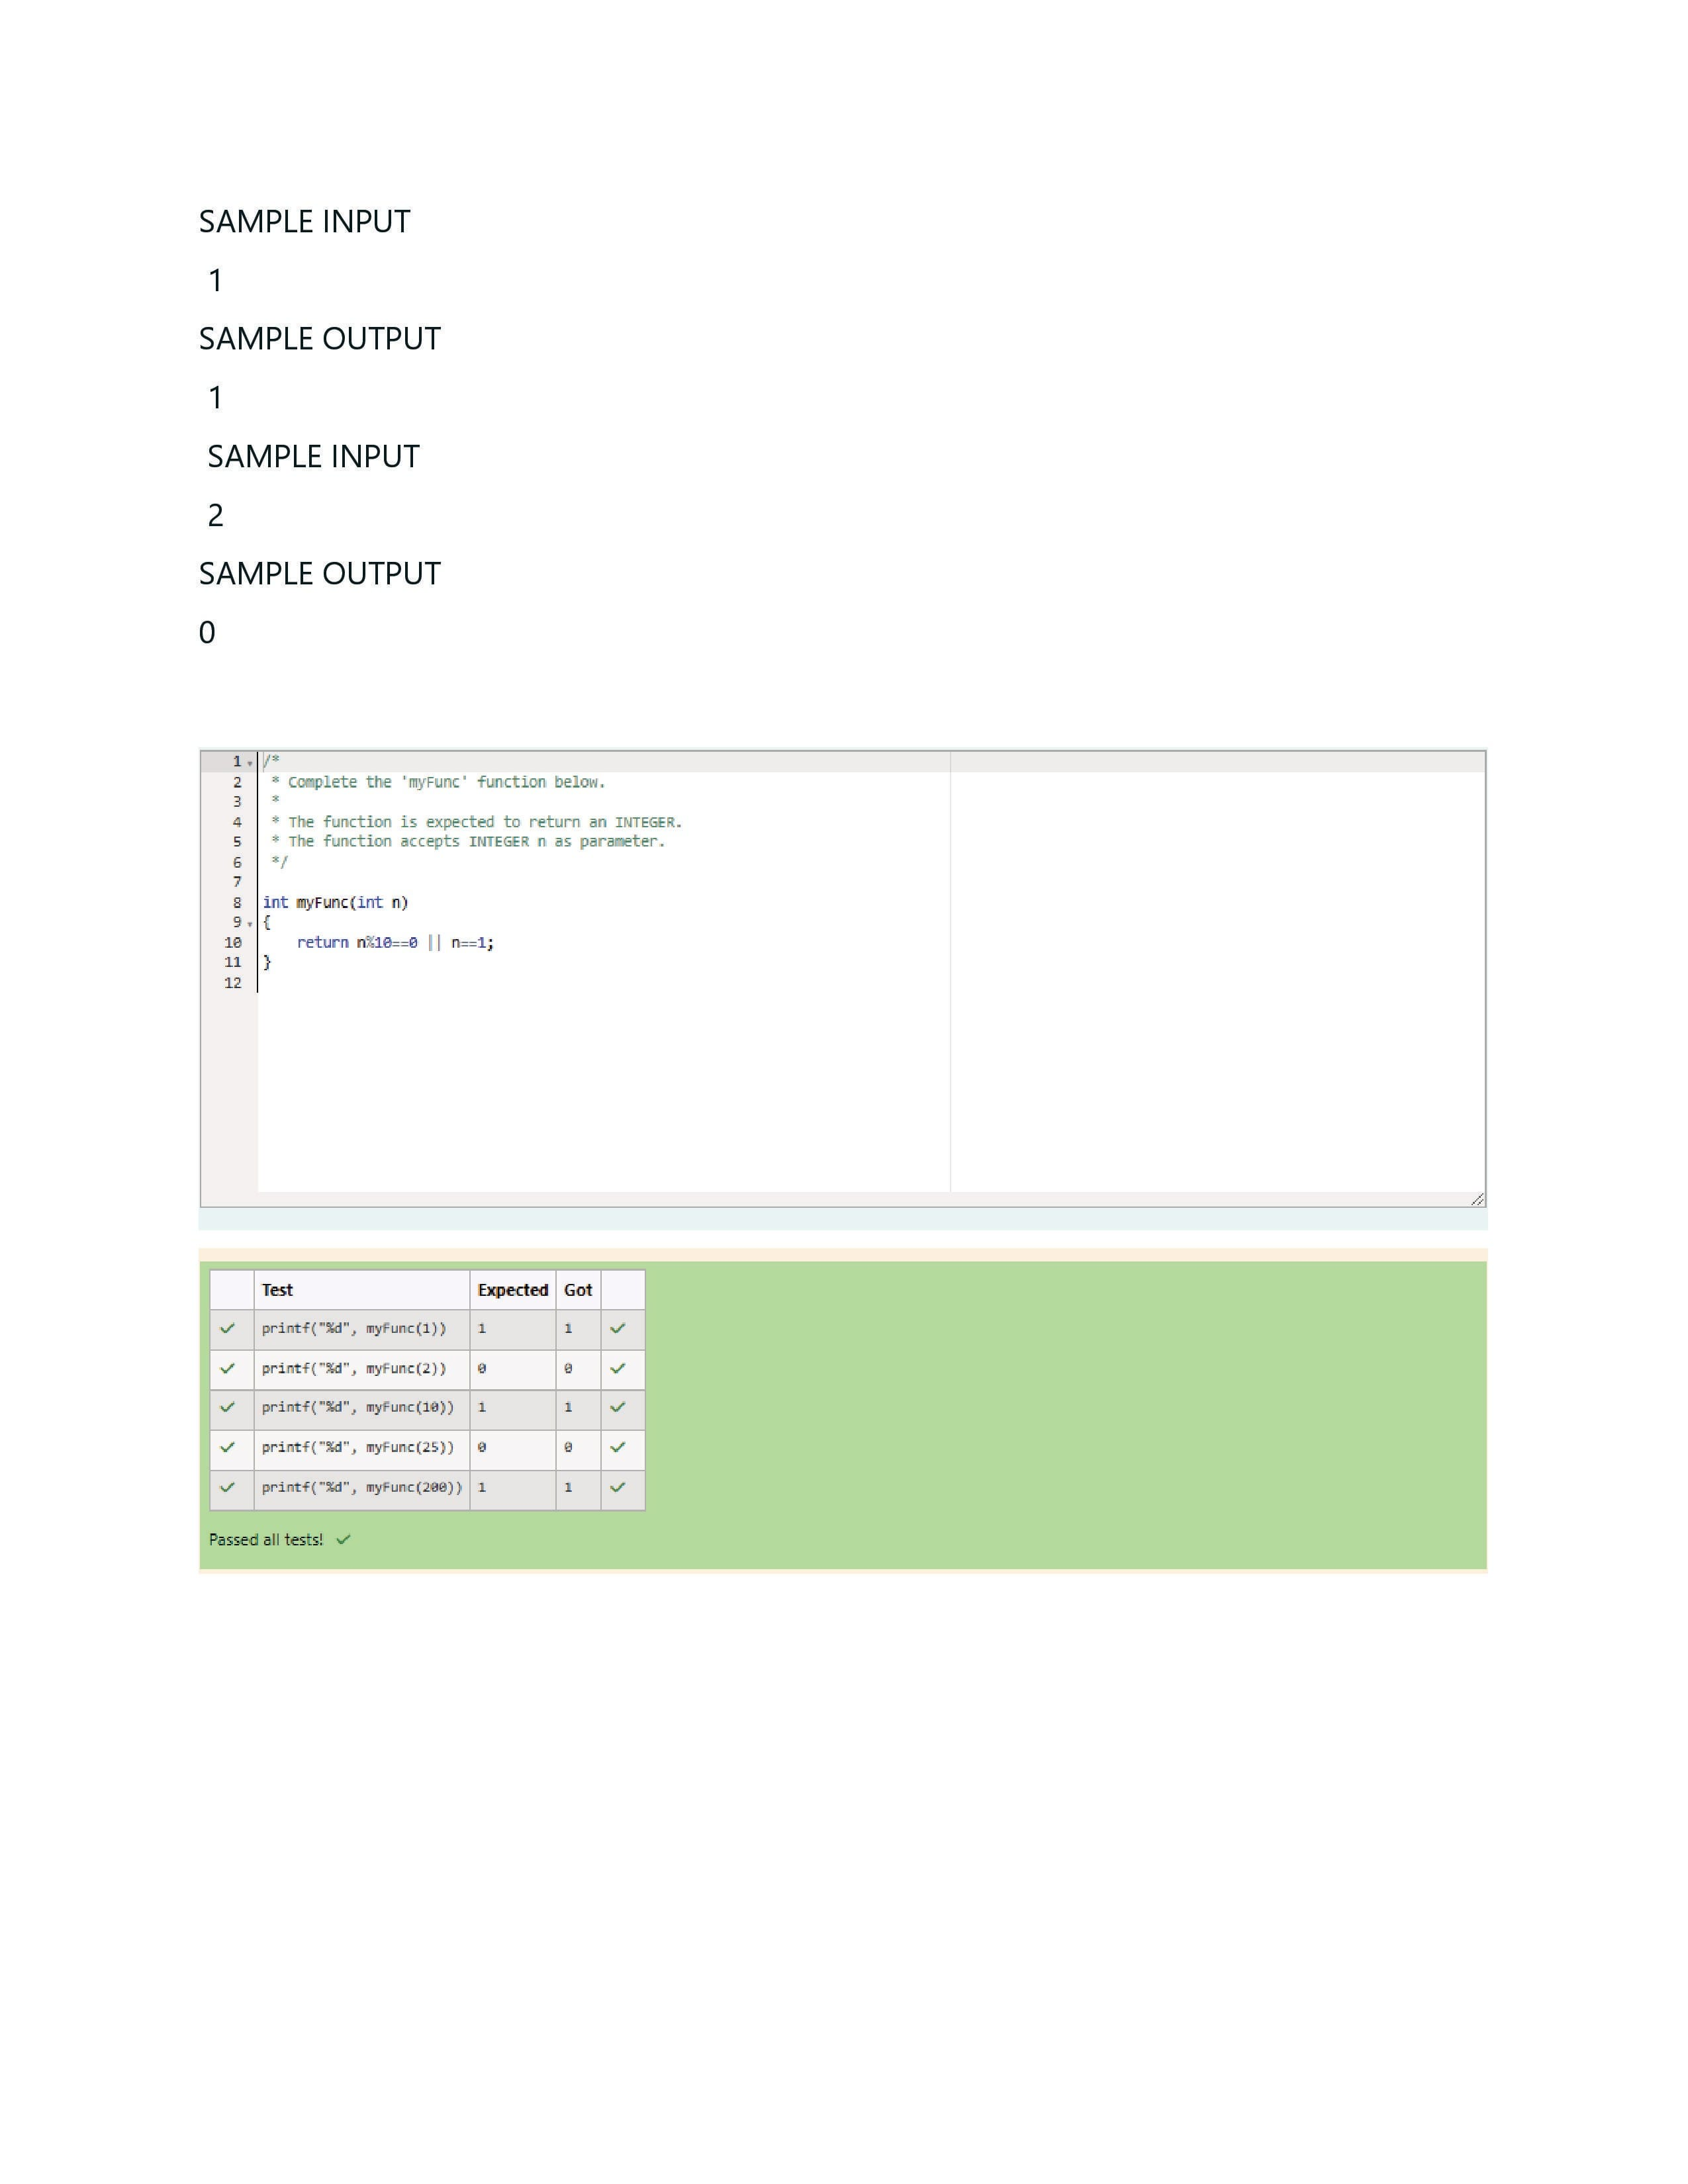 SAMPLE INPUT
1
SAMPLE OUTPUT
1
SAMPLE INPUT
2
SAMPLE OUTPUT
0
1 /*
2  * Complete the 'myFunc' function below.
3  *
4  * The function is expected to return an INTEGER.
5  * The function accepts INTEGER n as parameter.
6  */
7
8 int myFunc(int n)
9 {
10     return n%10==0 || n==1;
11 }
12
Test Expected Got
printf("%d", myFunc(1)) 1 1
printf("%d", myFunc(2)) 0 0
printf("%d", myFunc(10)) 1 1
printf("%d", myFunc(25)) 0 0
printf("%d", myFunc(200)) 1 1
Passed all tests!